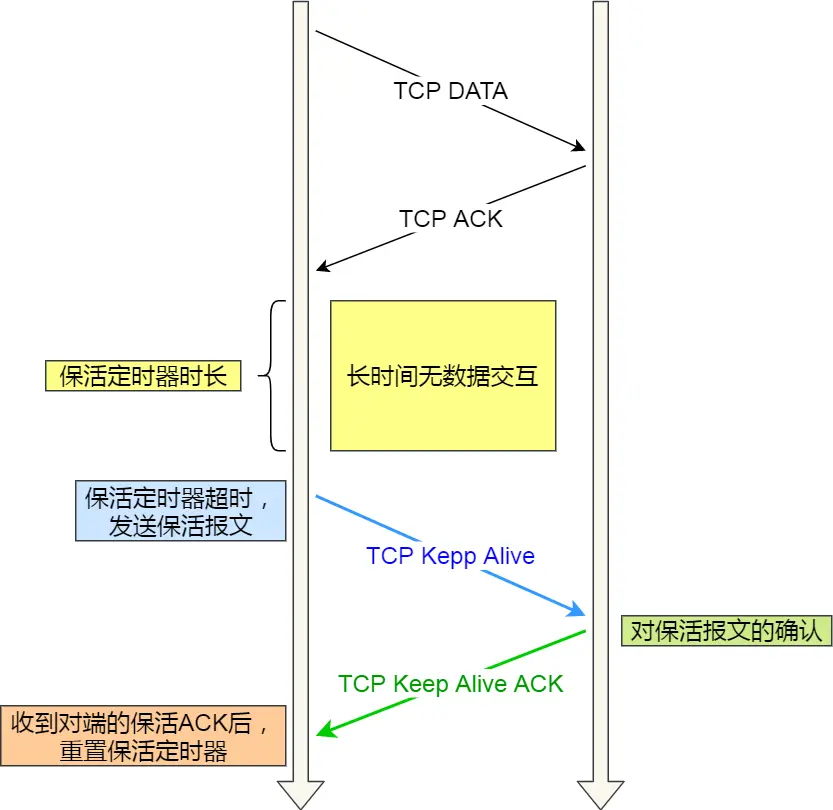 TCP DATA
TCP ACK
保活定时器时长
长时间无数据交互
保活定时器超时，
发送保活报文
TCP Kepp Alive
对保活报文的确认
TCP Keep Alive ACK
收到对端的保活ACK后，
重置保活定时器